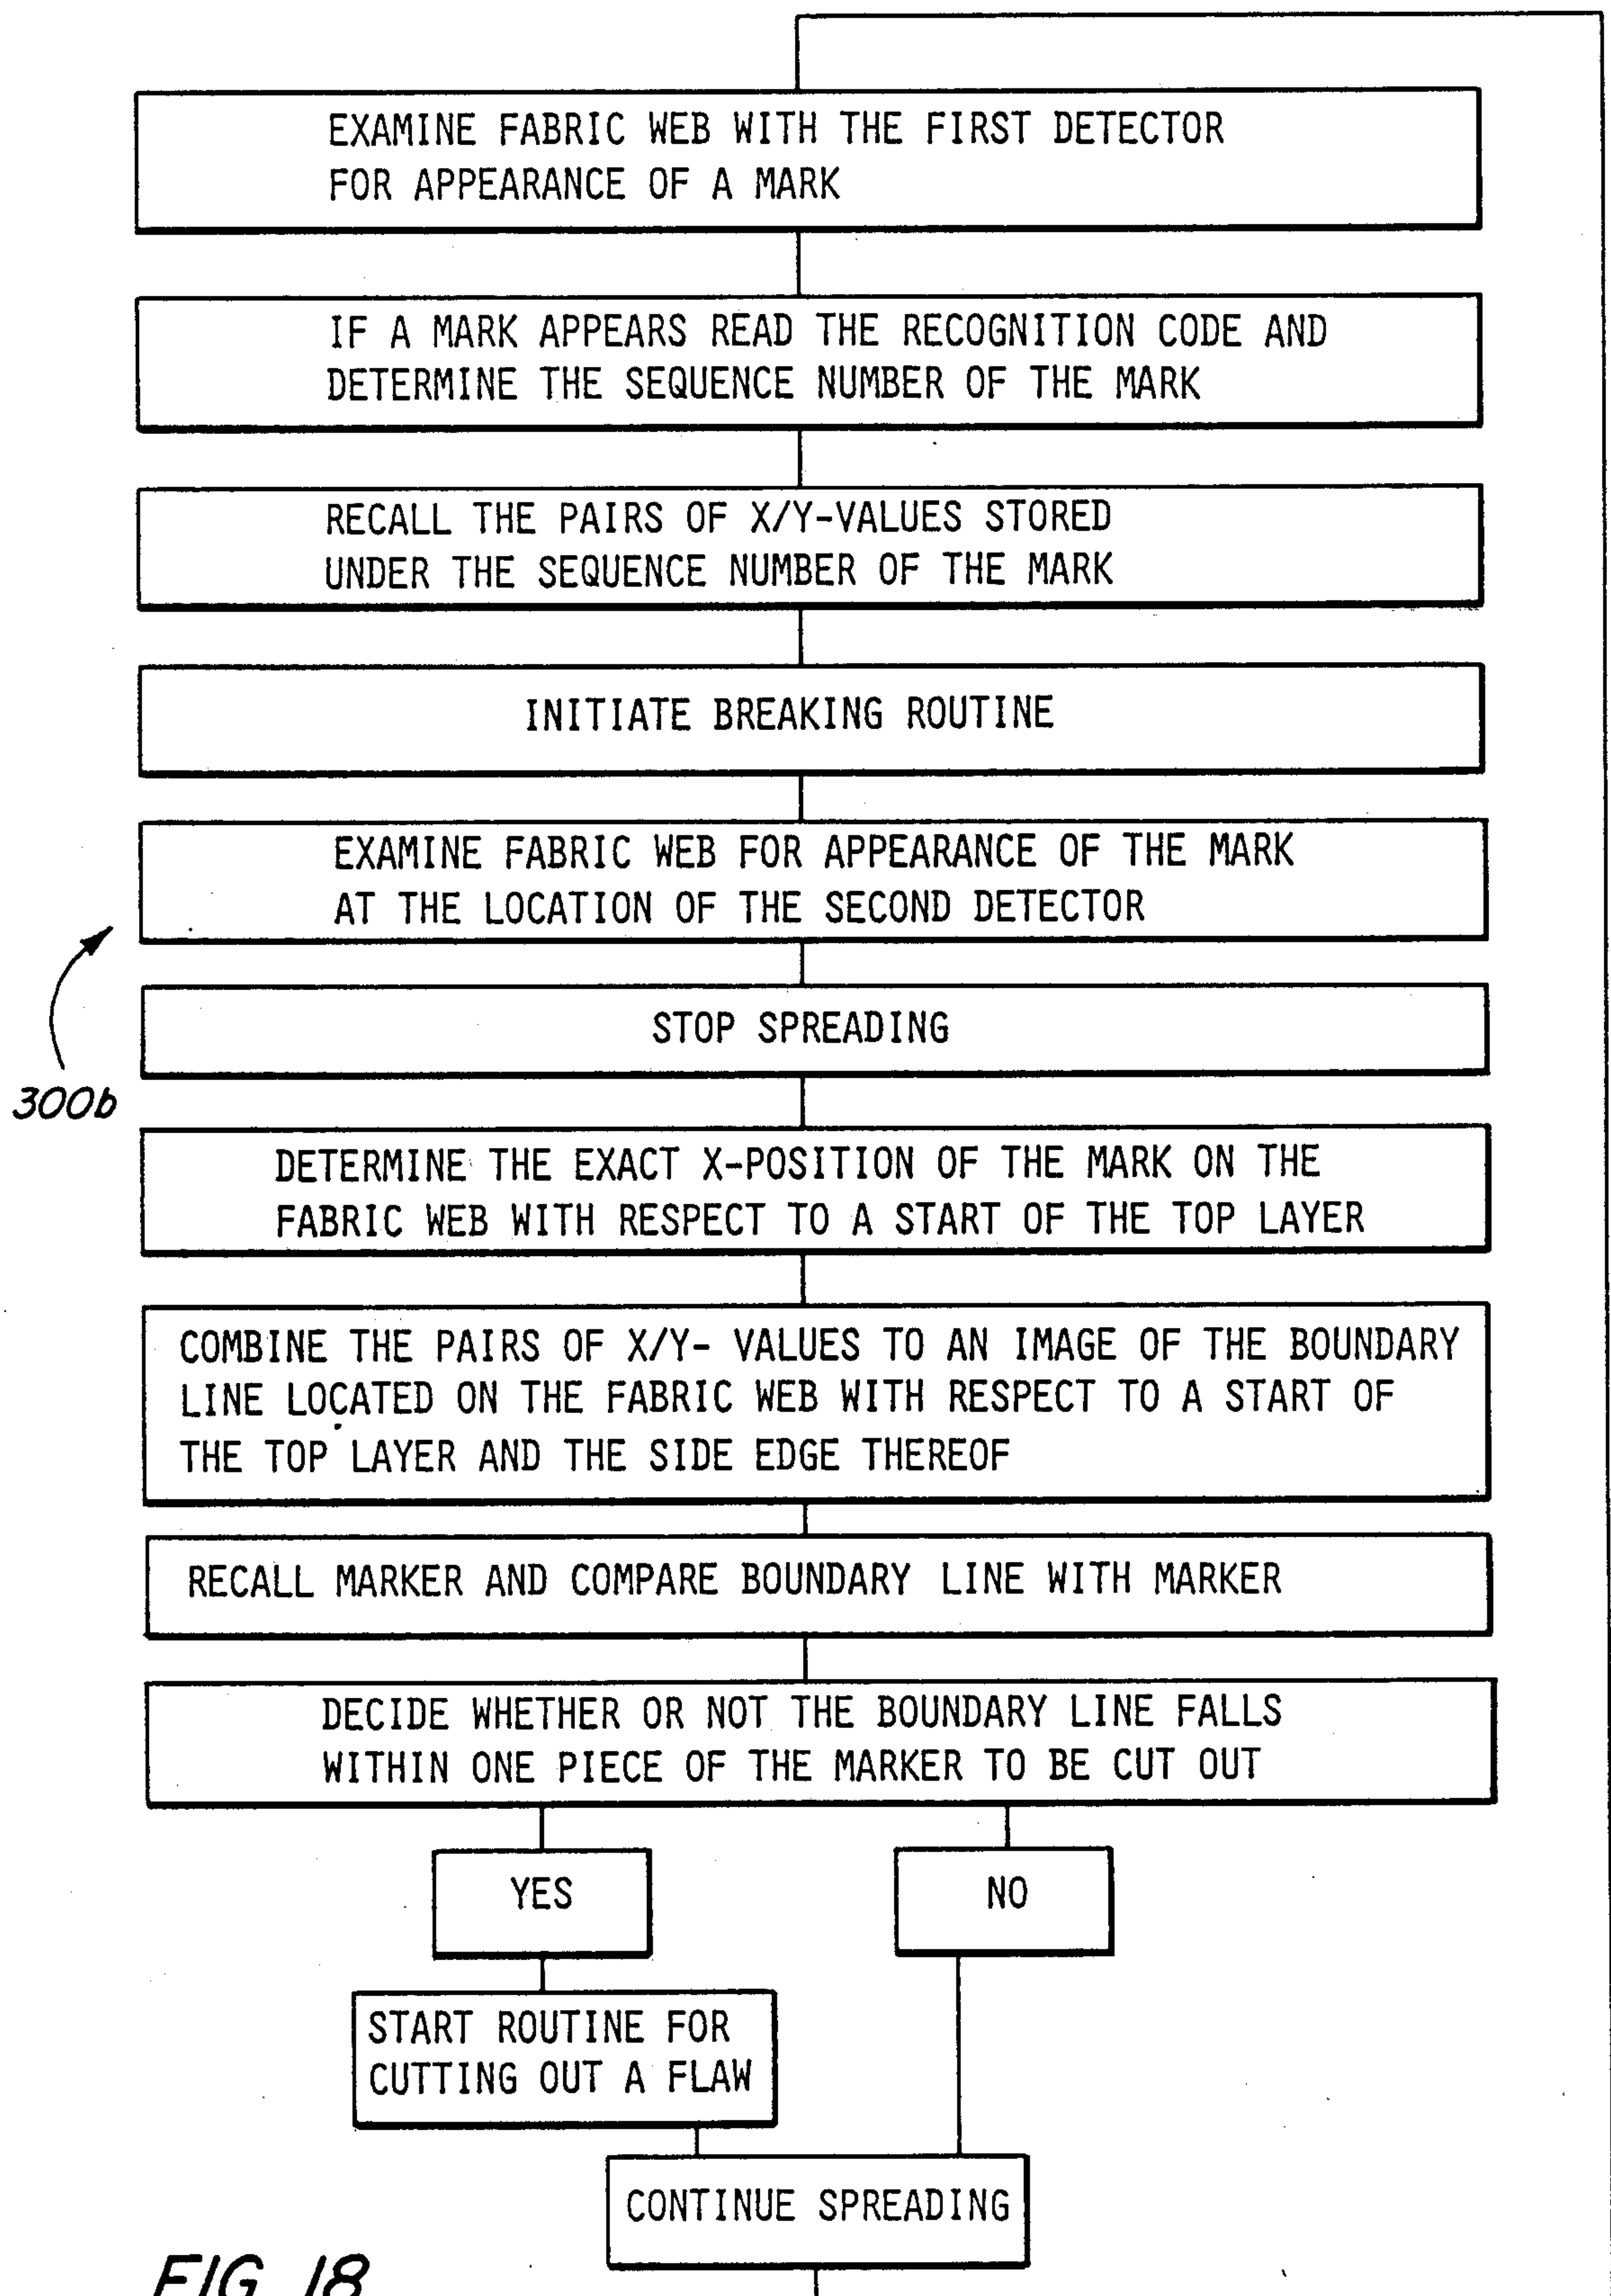 EXAMINE FABRIC WEB WITH THE FIRST DETECTOR
FOR APPEARANCE OF A MARK
IF A MARK APPEARS READ THE RECOGNITION CODE AND
DETERMINE THE SEQUENCE NUMBER OF THE MARK
RECALL THE PAIRS OF X/Y-VALUES STORED
UNDER THE SEQUENCE NUMBER OF THE MARK
INITIATE BREAKING ROUTINE
EXAMINE FABRIC WEB FOR APPEARANCE OF THE MARK
AT THE LOCATION OF THE SECOND DETECTOR
STOP SPREADING
300b
DETERMINE THE EXACT X-POSITION OF THE MARK ON THE
FABRIC WEB WITH RESPECT TO A START OF THE TOP LAYER
COMBINE THE PAIRS OF X/Y- VALUES TO AN IMAGE OF THE BOUNDARY
LINE LOCATED ON THE FABRIC WEB WITH RESPECT TO A START OF
THE TOP LAYER AND THE SIDE EDGE THEREOF
RECALL MARKER AND COMPARE BOUNDARY LINE WITH MARKER
DECIDE WHETHER OR NOT THE BOUNDARY LINE FALLS
WITHIN ONE PIECE OF THE MARKER TO BE CUT OUT
YES
NO
START ROUTINE FOR
CUTTING OUT A FLAW
CONTINUE SPREADING
FIG. 18